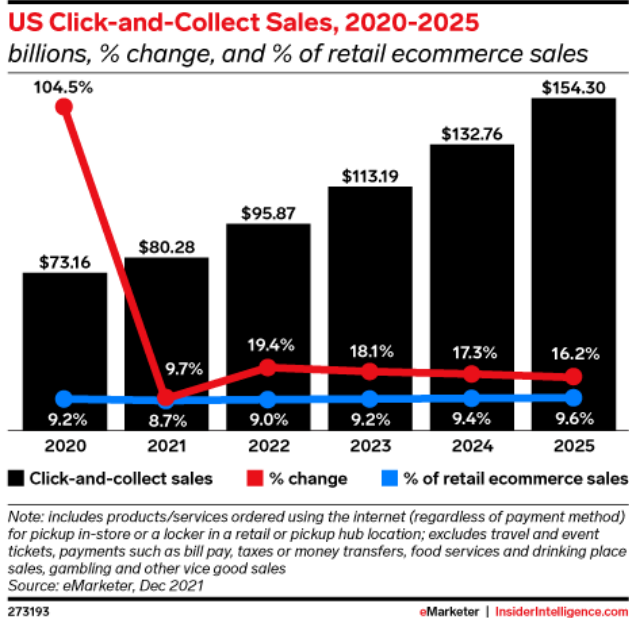 US Click-and-Collect Sales, 2020-2025
billions, % change, and % of retail ecommerce sales
104.5%
$154.30
$132.76
$113.19
$95.87
$80.28
$73.16
9.7%
19.4%
18.1%
17.3%
16.2%
9.2%
8.7%
9.0%
9.2%
9.4%
9.6%
2020
2021
2022
2023
2024
2025
Click-and-collect sales
% change
% of retail ecommerce sales
Note: includes products/services ordered using the internet (regardless of payment method)
for pickup in-store or a locker in a retail or pickup hub location; excludes travel and event
tickets, payments such as bill pay, taxes or money transfers, food services and drinking place
sales, gambling and other vice good sales
Source: eMarketer, Dec 2021
273193
eMarketer | InsiderIntelligence.com